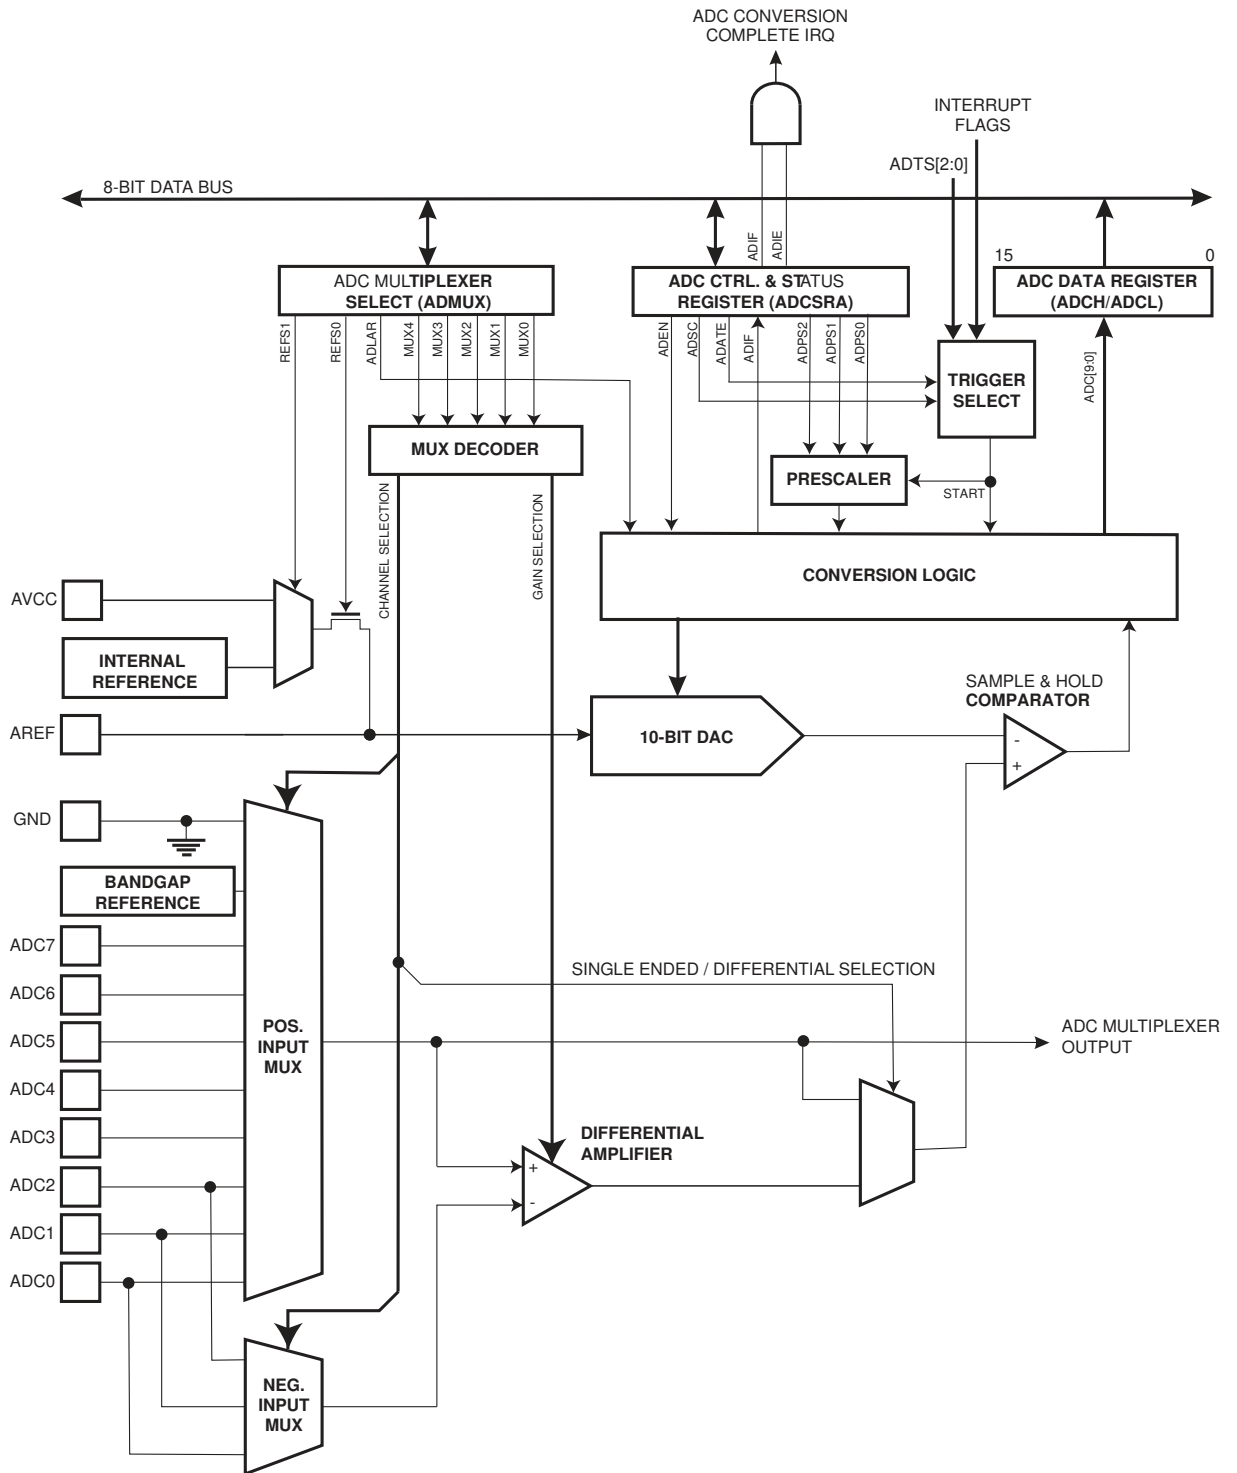 ADC CONVERSION
COMPLETE IRQ
INTERRUPT
FLAGS
ADTS[2:0]
8-BIT DATA BUS
ADIF
ADIE
15
0
ADC MULTIPLEXER
SELECT (ADMUX)
ADC CTRL. & STATUS
REGISTER (ADCSRA)
ADC DATA REGISTER
(ADCH/ADCL)
REFS1
REFS0
ADLAR
MUX4
MUX3
MUX2
MUX1
MUX0
ADEN
ADSC
ADATE
ADIF
ADPS2
ADPS1
ADPS0
ADC[9:0]
TRIGGER
SELECT
MUX DECODER
PRESCALER
START
CHANNEL SELECTION
GAIN SELECTION
CONVERSION LOGIC
AVCC
INTERNAL
REFERENCE
SAMPLE & HOLD
COMPARATOR
AREF
10-BIT DAC
-
+
GND
BANDGAP
REFERENCE
ADC7
SINGLE ENDED / DIFFERENTIAL SELECTION
ADC6
ADC5
POS.
INPUT
MUX
ADC MULTIPLEXER
OUTPUT
ADC4
ADC3
DIFFERENTIAL
AMPLIFIER
+
-
ADC2
ADC1
ADC0
NEG.
INPUT
MUX